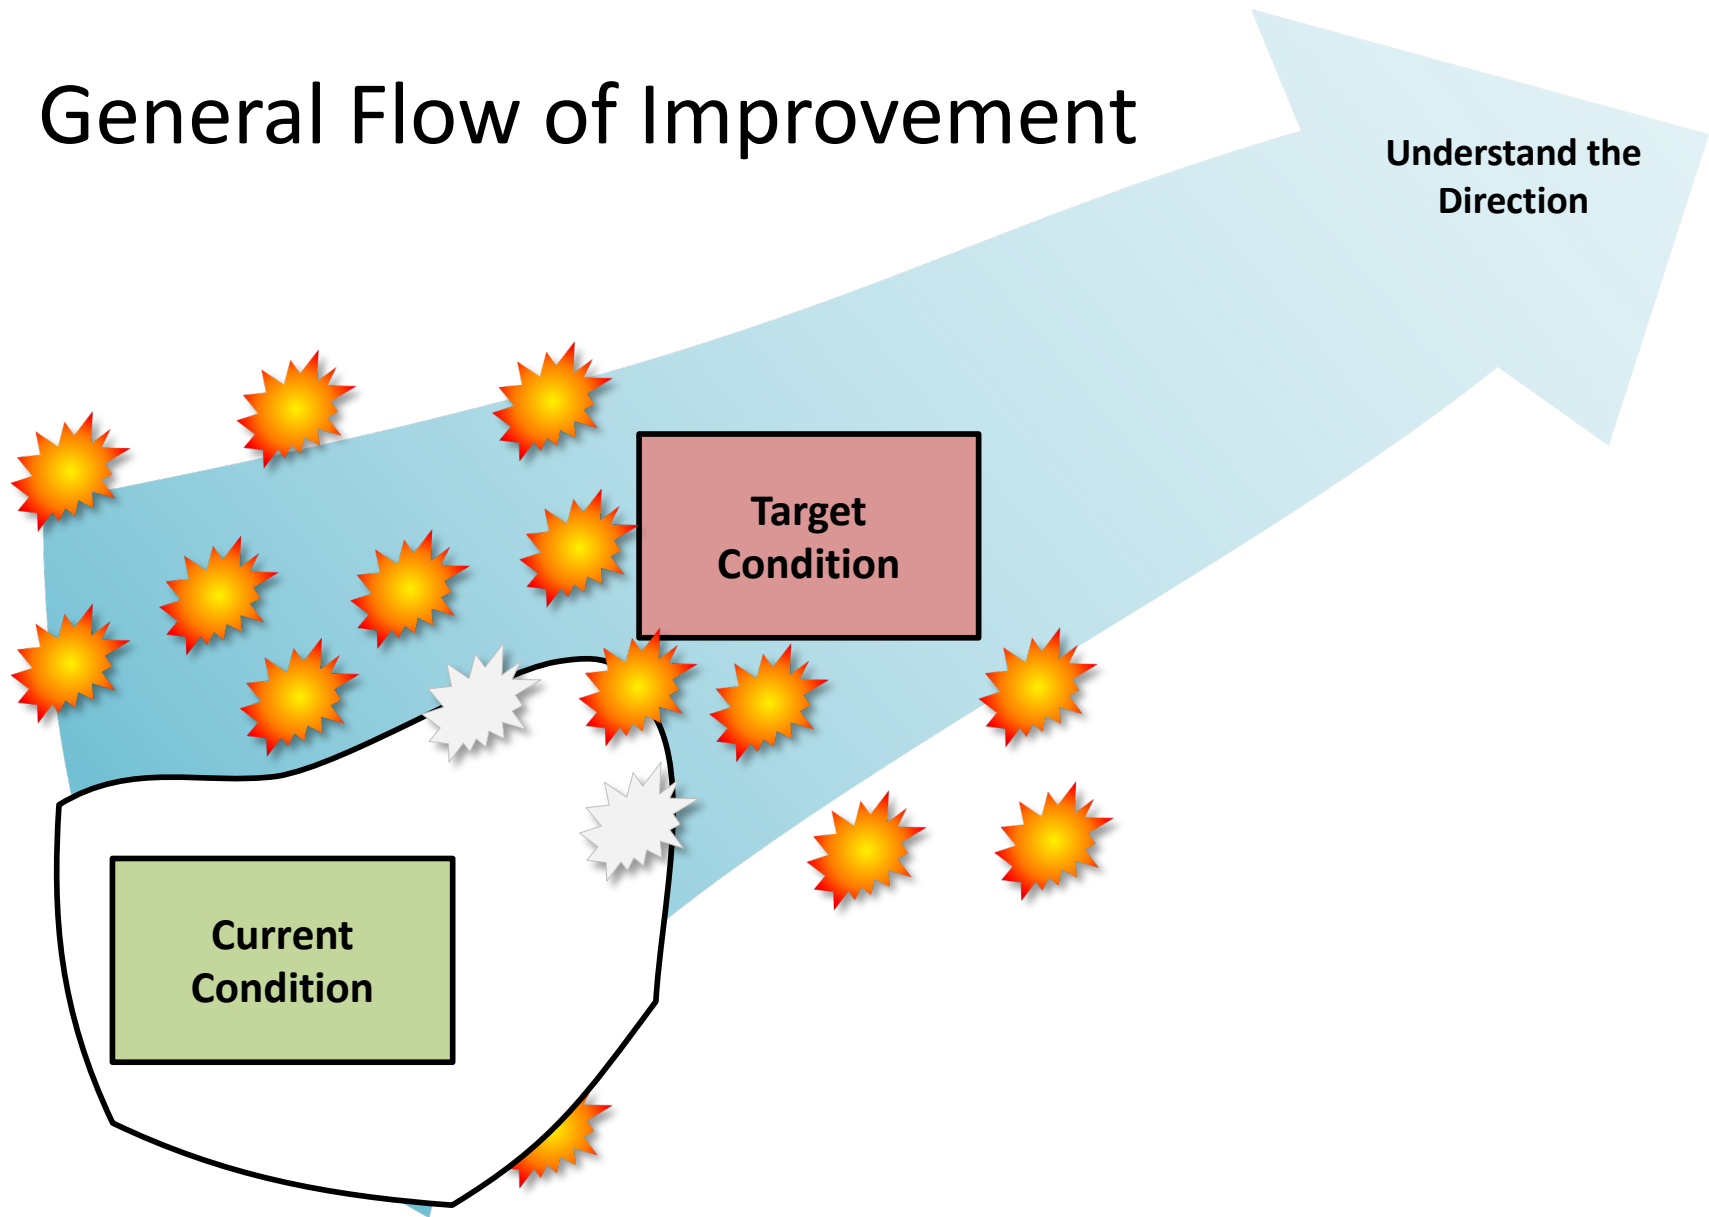 General Flow of Improvement
Understand the
Direction
Target
Condition
Current
Condition